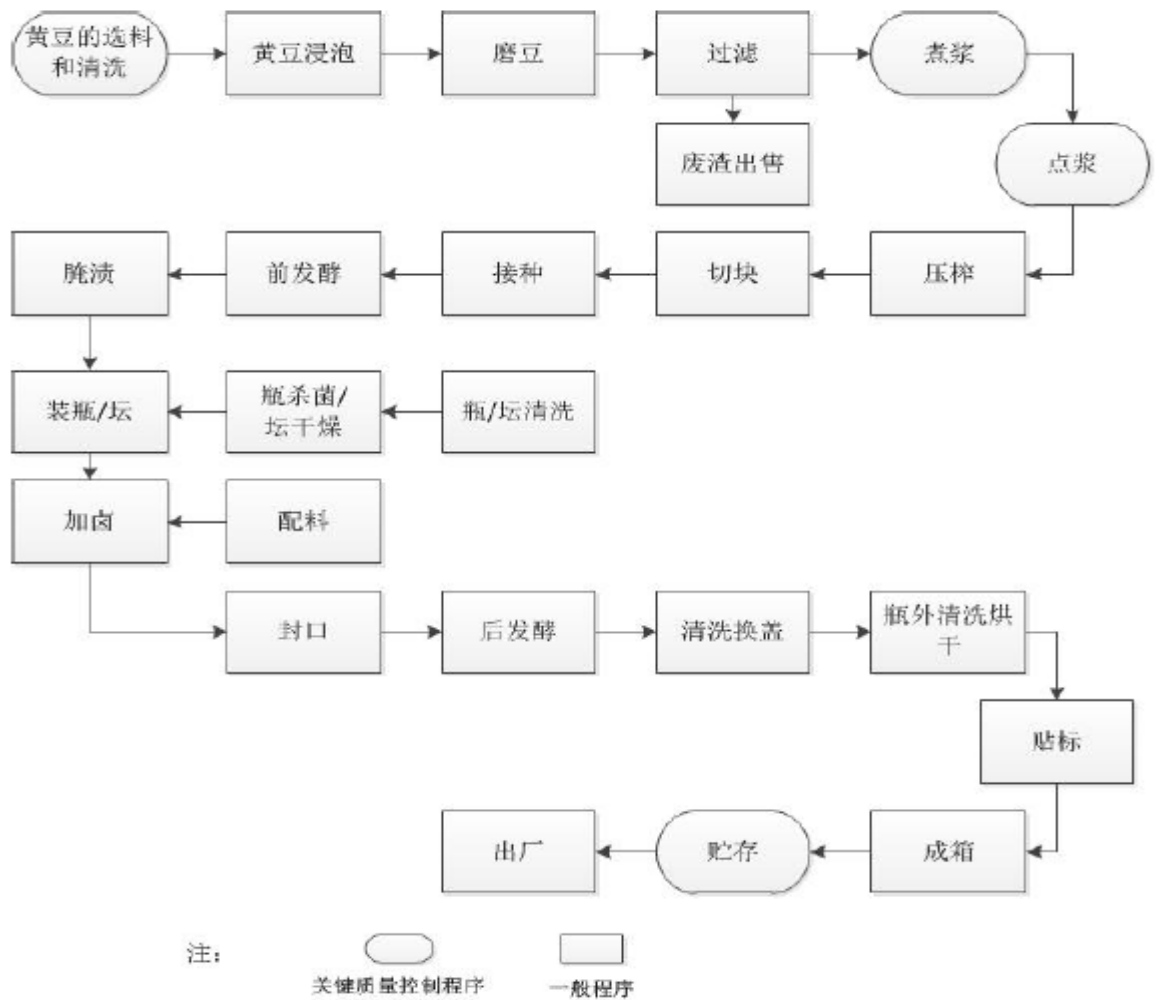 黄豆的选料
和清洗
黄豆浸泡
磨豆
过滤
煮浆
废渣出售
点浆
腌渍
前发酵
接种
切块
压榨
装瓶/坛
瓶杀菌/
坛干燥
瓶/坛清洗
加卤
配料
封口
后发酵
清洗换盖
瓶外清洗烘
干
贴标
出厂
贮存
成箱
注：
关键质量控制程序
一般程序